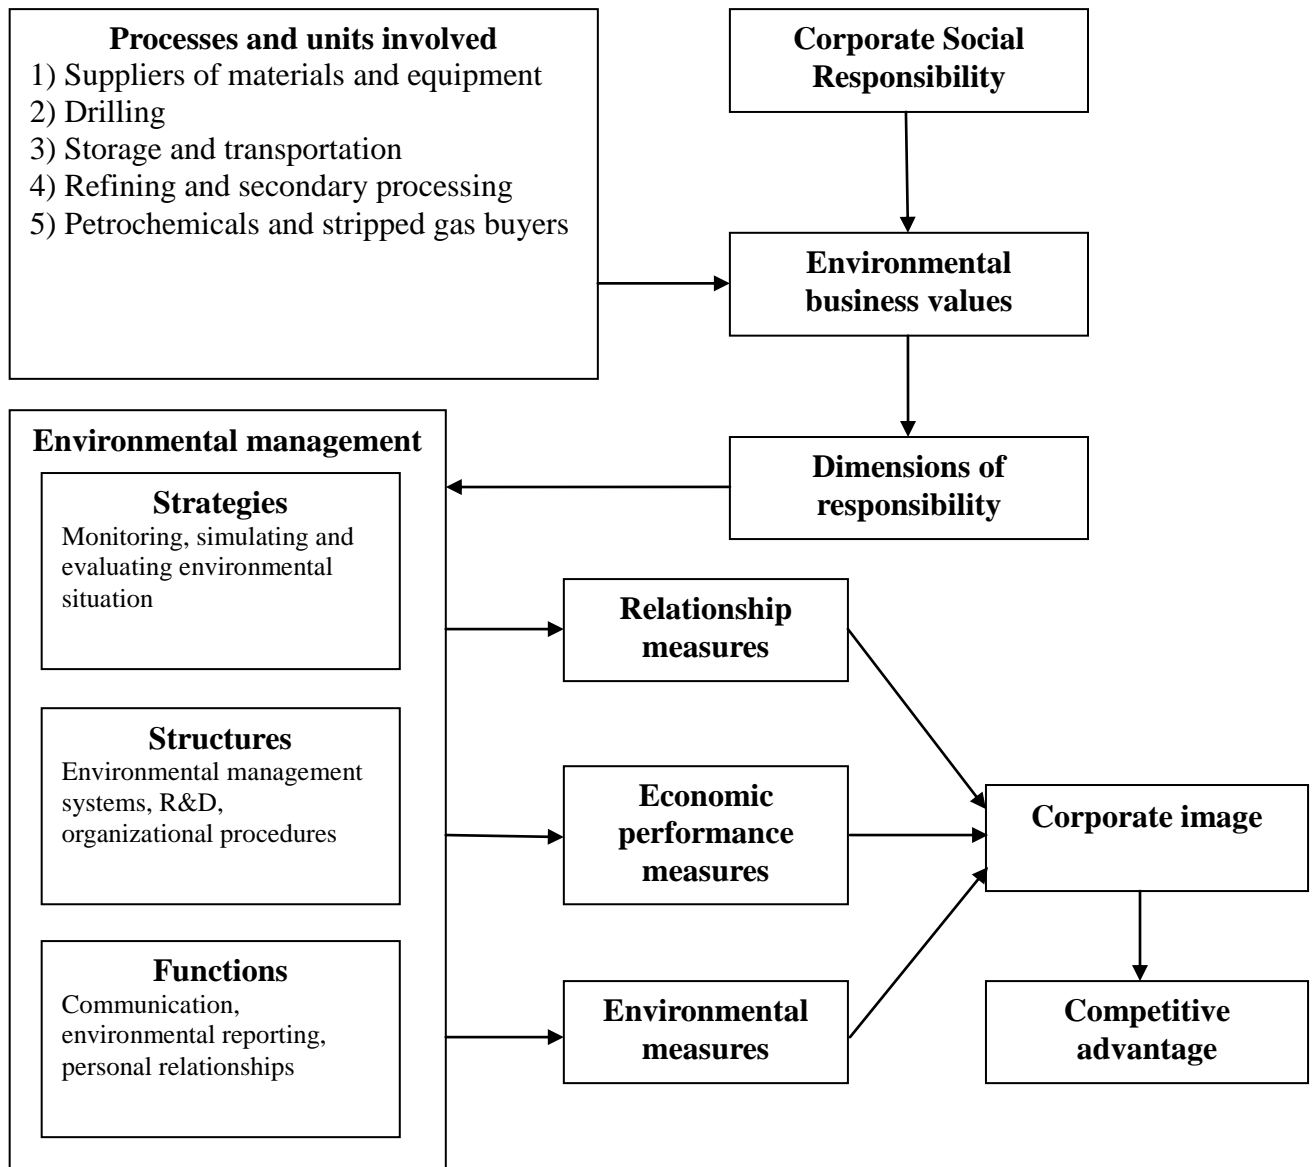 Processes and units involved
1) Suppliers of materials and equipment
2) Drilling
3) Storage and transportation
4) Refining and secondary processing
5) Petrochemicals and stripped gas buyers
Corporate Social
Responsibility
Environmental
business values
Dimensions of
responsibility
Environmental management
Strategies
Monitoring, simulating and
evaluating environmental
situation
Structures
Environmental management
systems, R&D,
organizational procedures
Functions
Communication,
environmental reporting,
personal relationships
Relationship
measures
Economic
performance
measures
Environmental
measures
Corporate image
Competitive
advantage